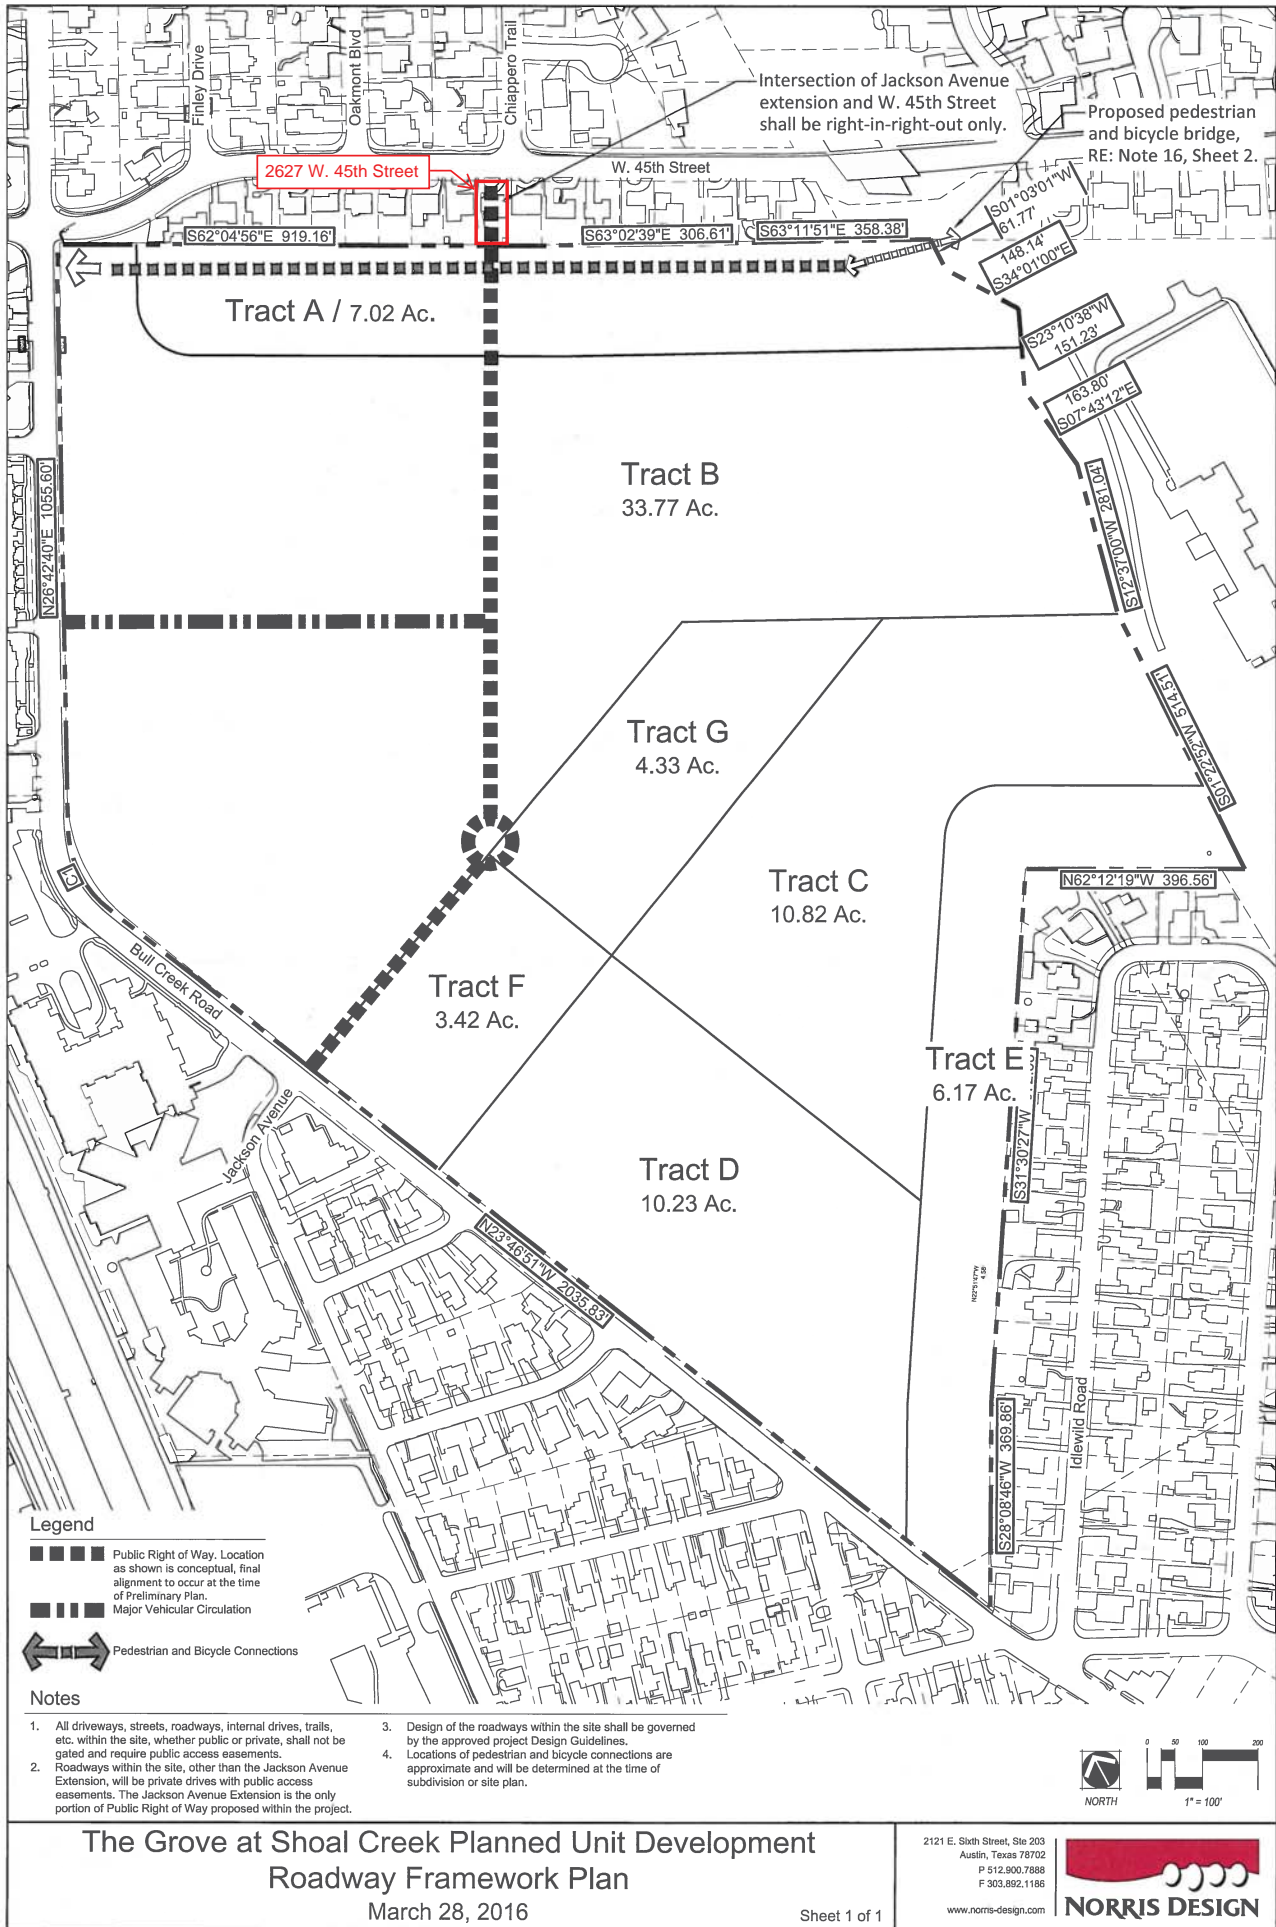 Finley Drive
Oakmont Blvd
Chiappero Trail
Intersection of Jackson Avenue
extension and W. 45th Street
shall be right-in-right-out only.
Proposed pedestrian
and bicycle bridge,
RE: Note 16, Sheet 2.
2627 W. 45th Street
W. 45th Street
S62°04'56"E 919.16'
S63°02'39"E 306.61'
S63°11'51"E 358.38'
S01°03'01"W
61.77'
148.14'
S34°01'00"E
Tract A / 7.02 Ac.
S23°10'38"W
151.23'
163.80'
S07°43'12"E
N26°42'40"E 1055.60'
Tract B
33.77 Ac.
S12°37'00"W 281.04'
Tract G
4.33 Ac.
S01°22'52"W 514.51'
C1
Tract C
10.82 Ac.
N62°12'19"W 396.56'
Bull Creek Road
Tract F
3.42 Ac.
Tract E
6.17 Ac.
S31°30'27"W
Jackson Avenue
Tract D
10.23 Ac.
N23°46'51"W 2035.83'
N22°51'47"W
4.58'
Idlewild Road
S28°08'46"W 369.86'
Legend
Public Right of Way. Location
as shown is conceptual, final
alignment to occur at the time
of Preliminary Plan.
Major Vehicular Circulation
Pedestrian and Bicycle Connections
Notes
1. All driveways, streets, roadways, internal drives, trails,
etc. within the site, whether public or private, shall not be
gated and require public access easements.
2. Roadways within the site, other than the Jackson Avenue
Extension, will be private drives with public access
easements. The Jackson Avenue Extension is the only
portion of Public Right of Way proposed within the project.
3. Design of the roadways within the site shall be governed
by the approved project Design Guidelines.
4. Locations of pedestrian and bicycle connections are
approximate and will be determined at the time of
subdivision or site plan.
NORTH
0 50 100 200
1" = 100'
The Grove at Shoal Creek Planned Unit Development
Roadway Framework Plan
March 28, 2016
Sheet 1 of 1
2121 E. Sixth Street, Ste 203
Austin, Texas 78702
P 512.900.7888
F 303.892.1186
www.norris-design.com
NORRIS DESIGN